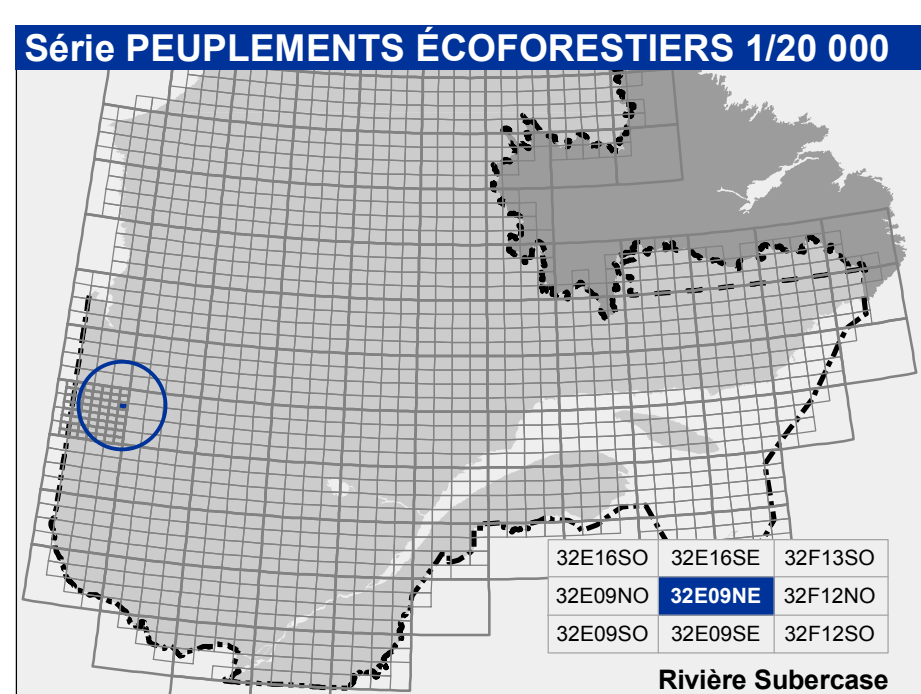 Série PEUPLEMENTS ÉCOFORESTIERS 1/20 000
32E16SO 32E16SE 32F13SO
32E09NO 32E09NE 32F12NO
32E09SO 32E09SE 32F12SO
Rivière Subercase